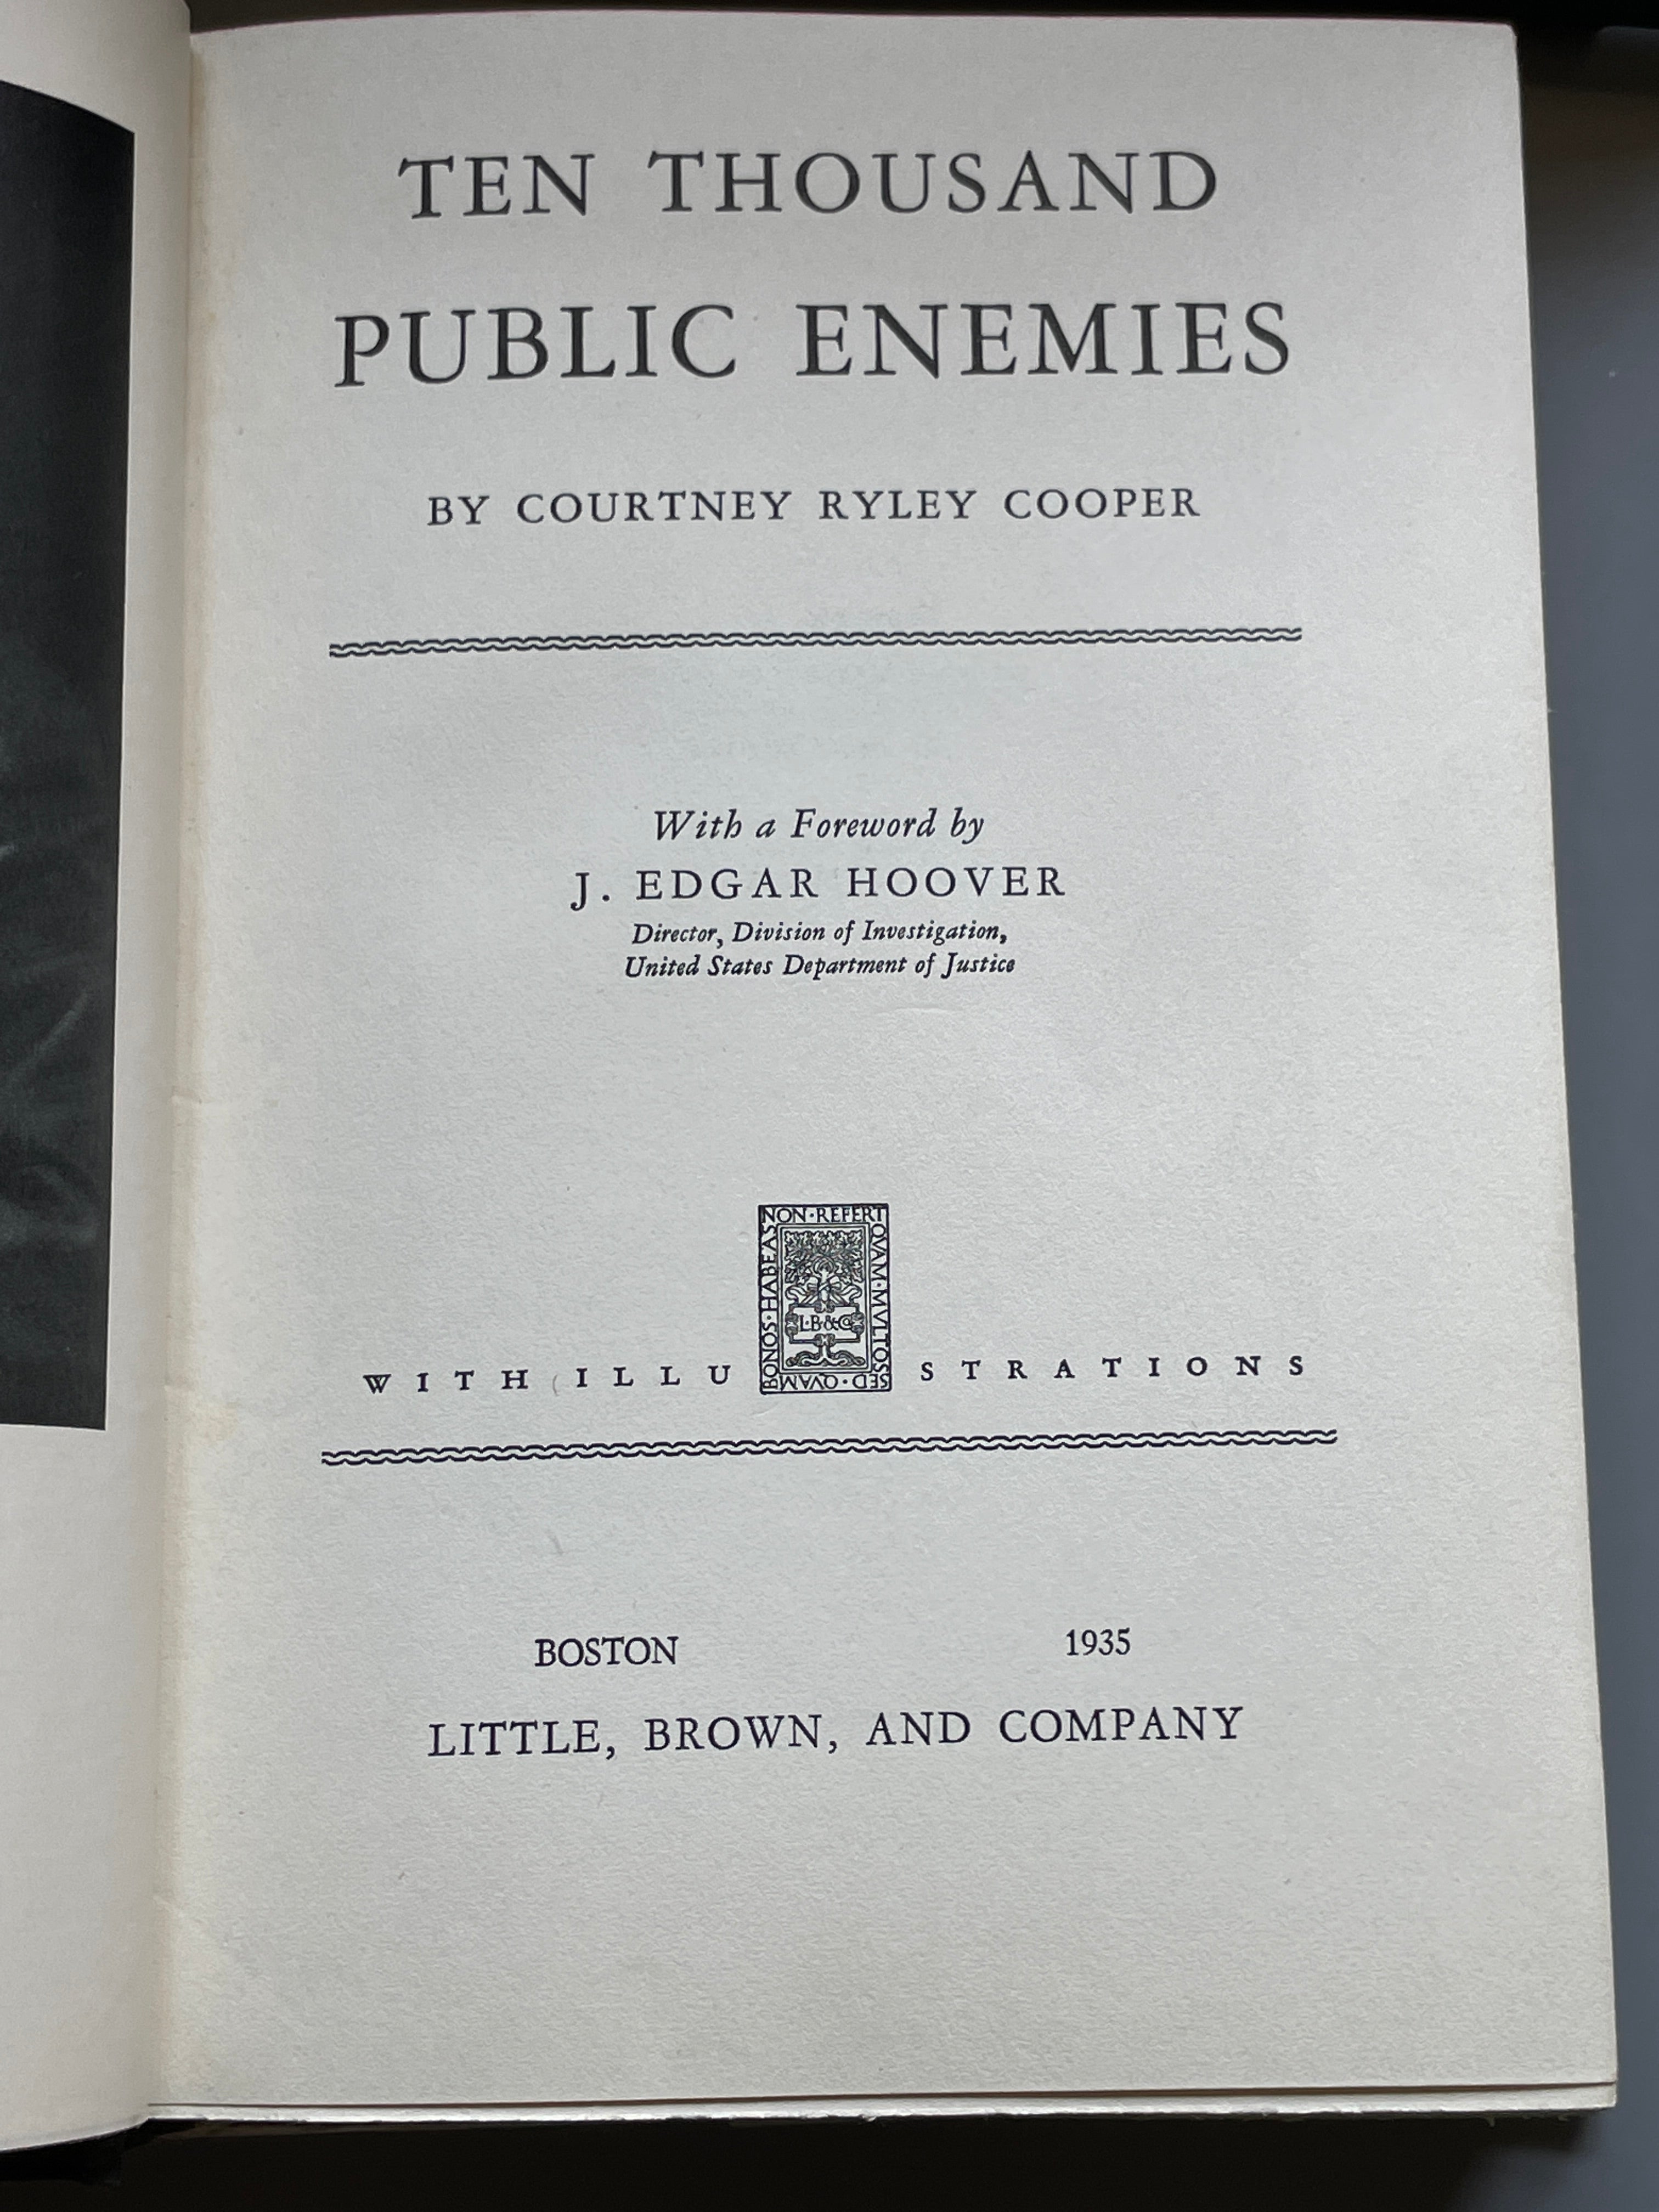 TEN THOUSAND
PUBLIC ENEMIES
BY COURTNEY RYLEY COOPER
With a Foreword by
J. EDGAR HOOVER
Director, Division of Investigation,
United States Department of Justice
NON·REFERT
QVAM·MVLTOS
SED·QVAM
BONOS·HABEAS
L·B·&Co
WITH ILLUSTRATIONS
BOSTON 1935
LITTLE, BROWN, AND COMPANY